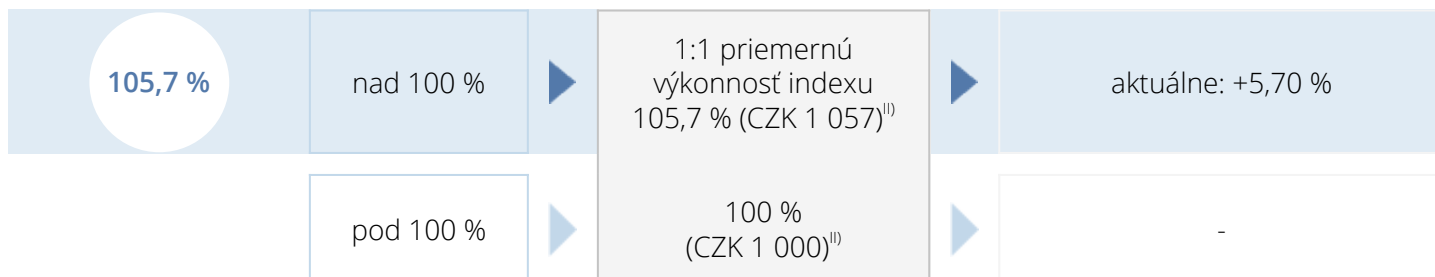 105,7 %
nad 100 %
1:1 priemernú
výkonnosť indexu
105,7 % (CZK 1 057)II)
aktuálne: +5,70 %
pod 100 %
100 %
(CZK 1 000)II)
-